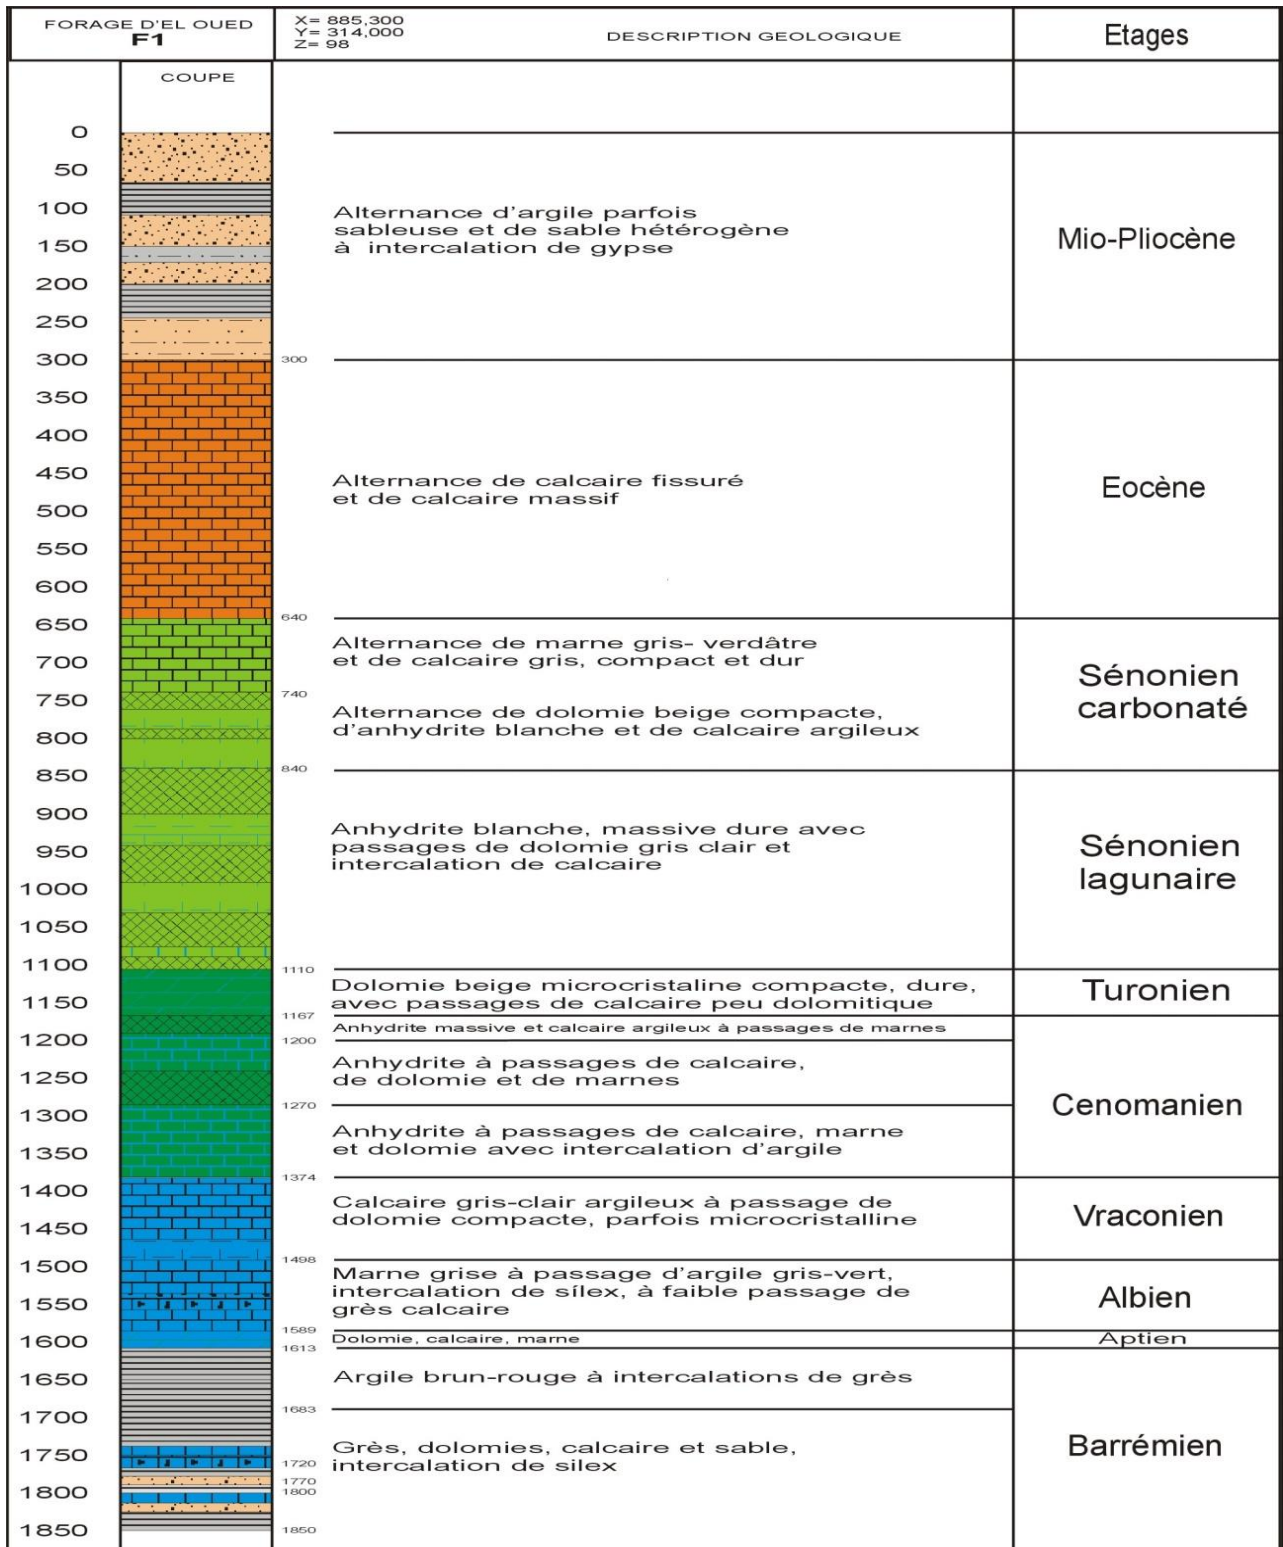 FORAGE D'EL OUED
F1
X= 885,300
Y= 314,000
Z= 98
DESCRIPTION GEOLOGIQUE
Etages
COUPE
0
50
100
150
200
250
300
350
400
450
500
550
600
650
700
750
800
850
900
950
1000
1050
1100
1150
1200
1250
1300
1350
1400
1450
1500
1550
1600
1650
1700
1750
1800
1850
300
640
740
840
1110
1167
1200
1270
1374
1498
1589
1613
1683
1720
1770
1800
1850
Alternance d'argile parfois
sableuse et de sable hétérogène
à intercalation de gypse
Mio-Pliocène
Alternance de calcaire fissuré
et de calcaire massif
Eocène
Alternance de marne gris- verdâtre
et de calcaire gris, compact et dur
Alternance de dolomie beige compacte,
d'anhydrite blanche et de calcaire argileux
Sénonien
carbonaté
Anhydrite blanche, massive dure avec
passages de dolomie gris clair et
intercalation de calcaire
Sénonien
lagunaire
Dolomie beige microcristaline compacte, dure,
avec passages de calcaire peu dolomitique
Turonien
Anhydrite massive et calcaire argileux à passages de marnes
Anhydrite à passages de calcaire,
de dolomie et de marnes
Anhydrite à passages de calcaire, marne
et dolomie avec intercalation d'argile
Cenomanien
Calcaire gris-clair argileux à passage de
dolomie compacte, parfois microcristalline
Vraconien
Marne grise à passage d'argile gris-vert,
intercalation de sílex, à faible passage de
grès calcaire
Albien
Dolomie, calcaire, marne
Aptien
Argile brun-rouge à intercalations de grès
Grès, dolomies, calcaire et sable,
intercalation de silex
Barrémien